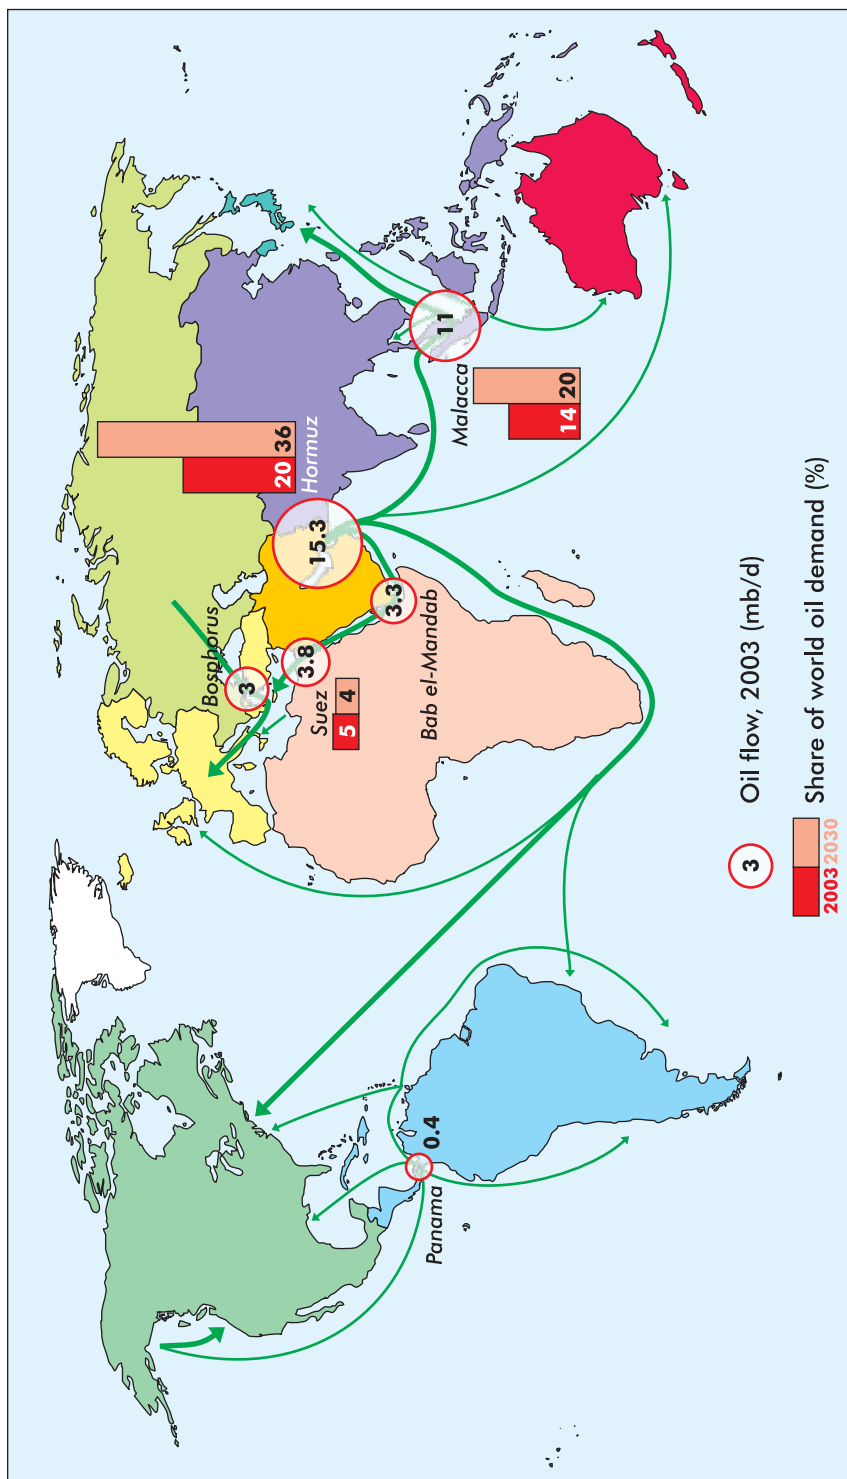 Bosphorus
3
Suez
3.8
5 4
Bab el-Mandab
3.3
Hormuz
15.3
20 36
Malacca
11
14 20
Panama
0.4
3 Oil flow, 2003 (mb/d)
2003 2030 Share of world oil demand (%)